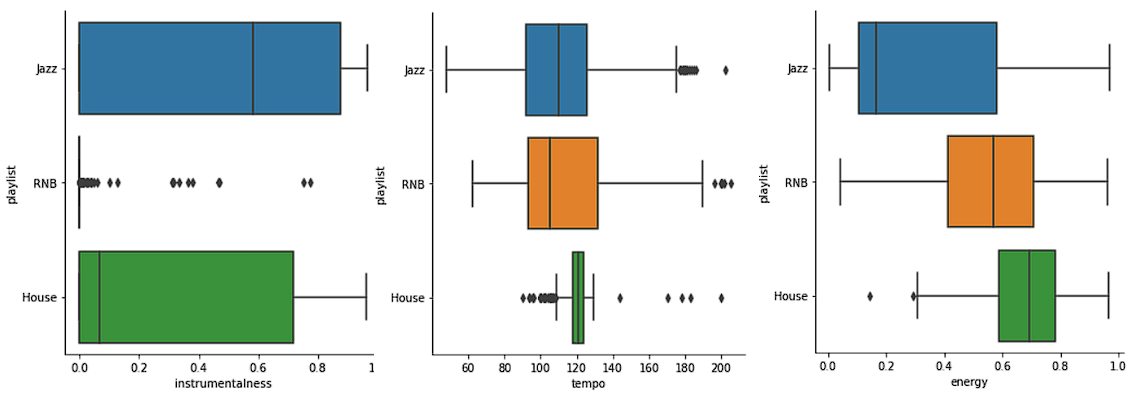 playlist
Jazz
RNB
House
0.0 0.2 0.4 0.6 0.8 1
instrumentalness
playlist
Jazz
RNB
House
60 80 100 120 140 160 180 200
tempo
playlist
Jazz
RNB
House
0.0 0.2 0.4 0.6 0.8 1.0
energy